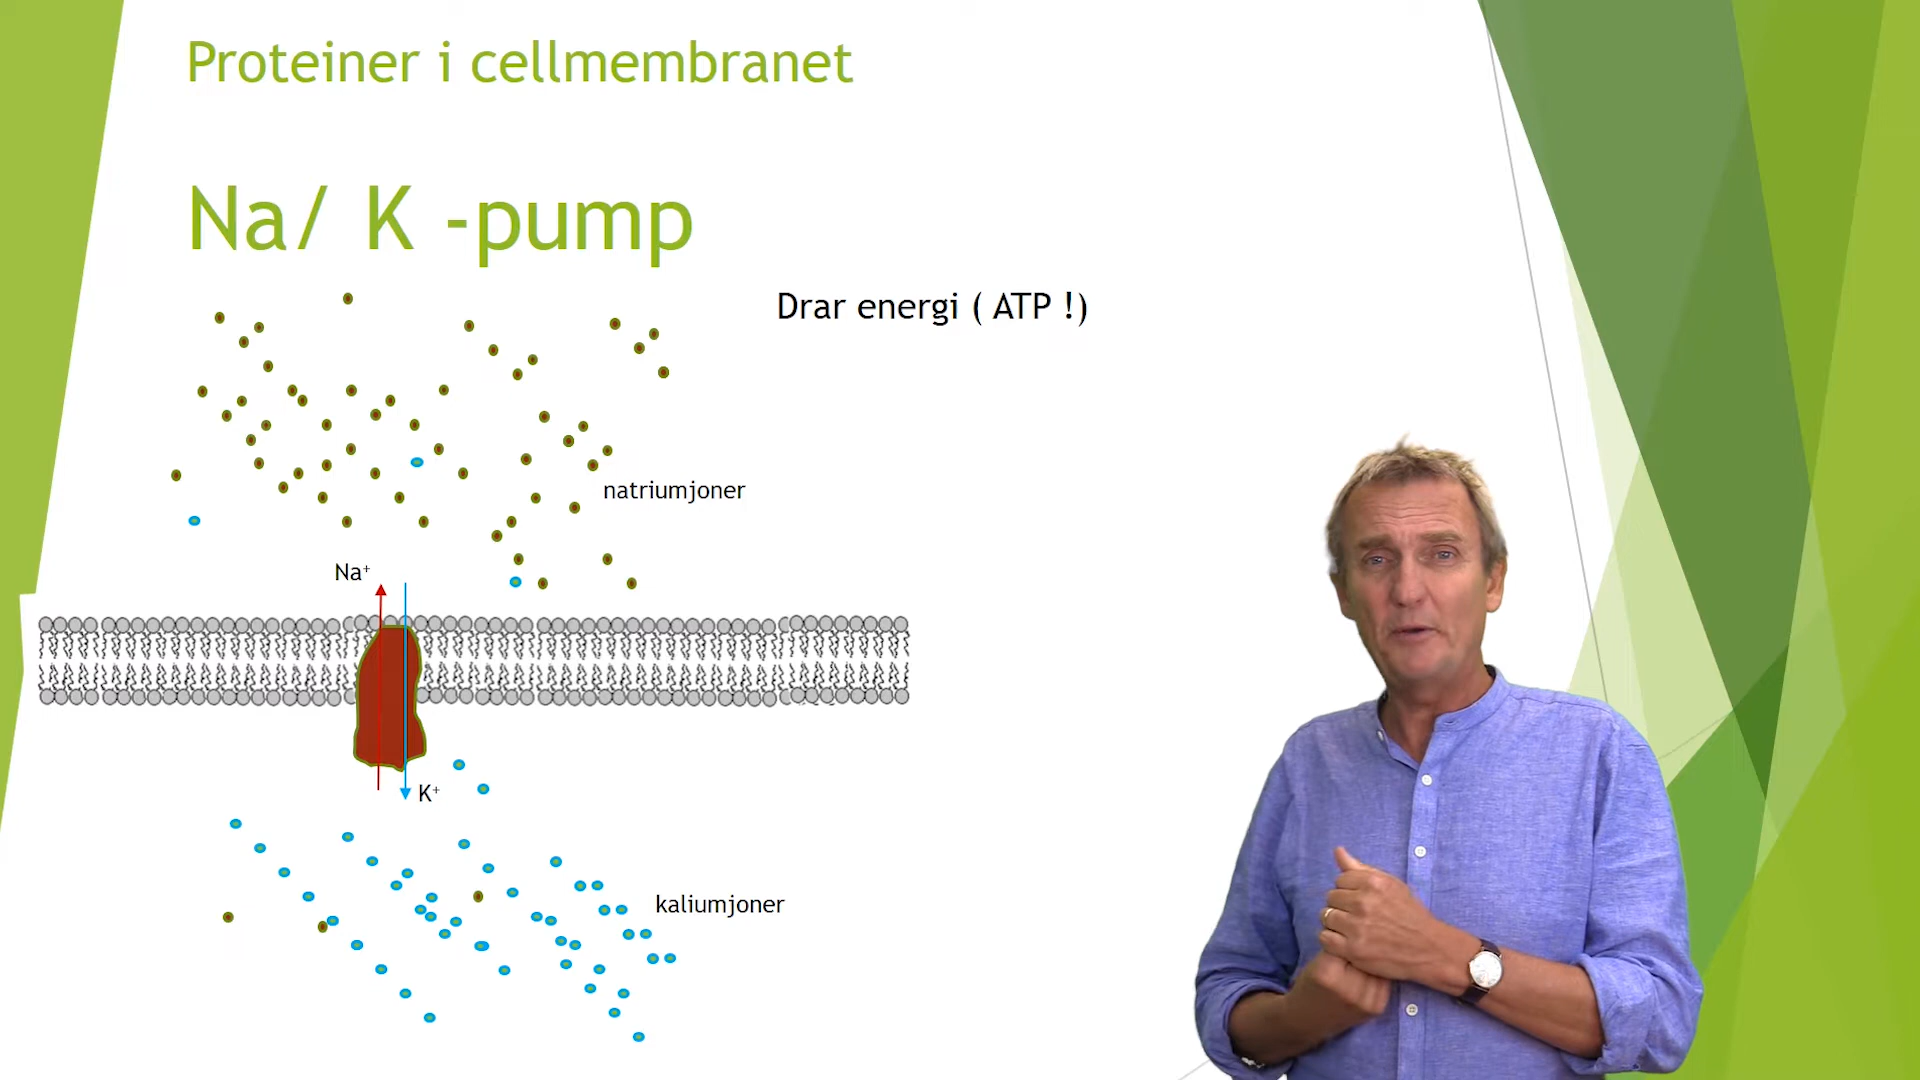 Proteiner i cellmembranet
Na/ K -pump
Drar energi ( ATP !)
natriumjoner
Na⁺
K⁺
kaliumjoner